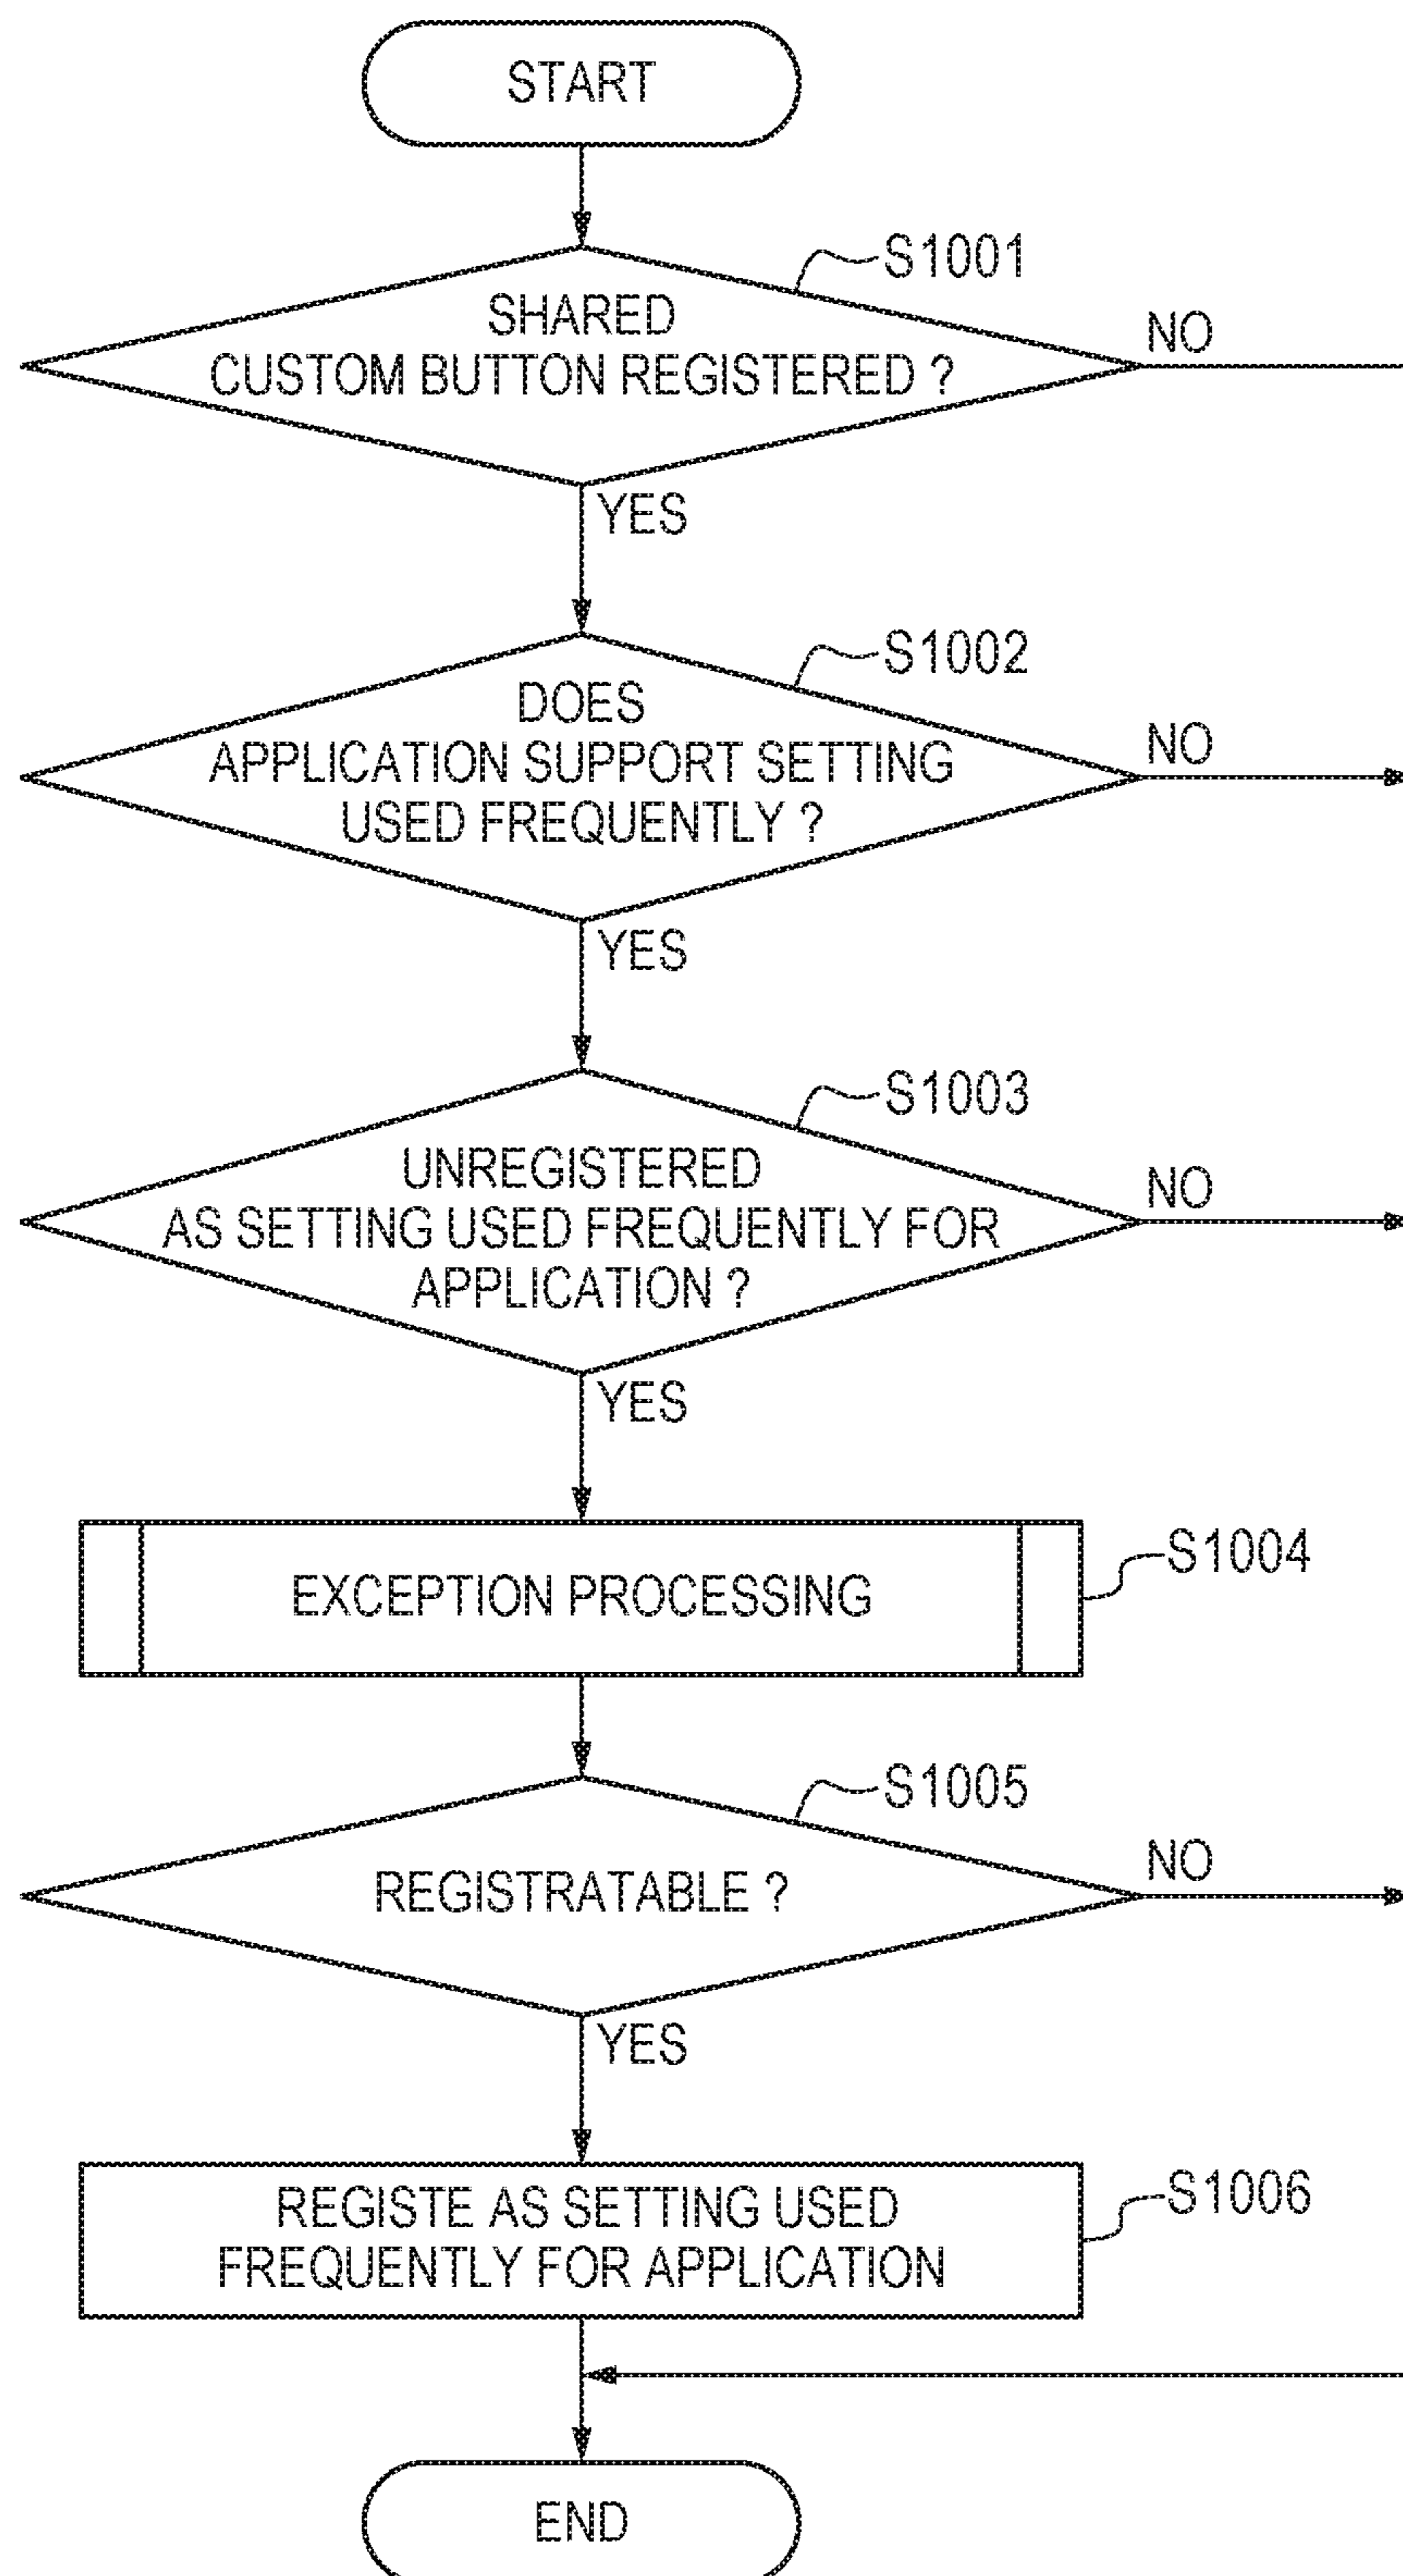 START
S1001
SHARED
CUSTOM BUTTON REGISTERED ?
NO
YES
S1002
DOES
APPLICATION SUPPORT SETTING
USED FREQUENTLY ?
NO
YES
S1003
UNREGISTERED
AS SETTING USED FREQUENTLY FOR
APPLICATION ?
NO
YES
EXCEPTION PROCESSING
S1004
S1005
REGISTRATABLE ?
NO
YES
REGISTE AS SETTING USED
FREQUENTLY FOR APPLICATION
S1006
END